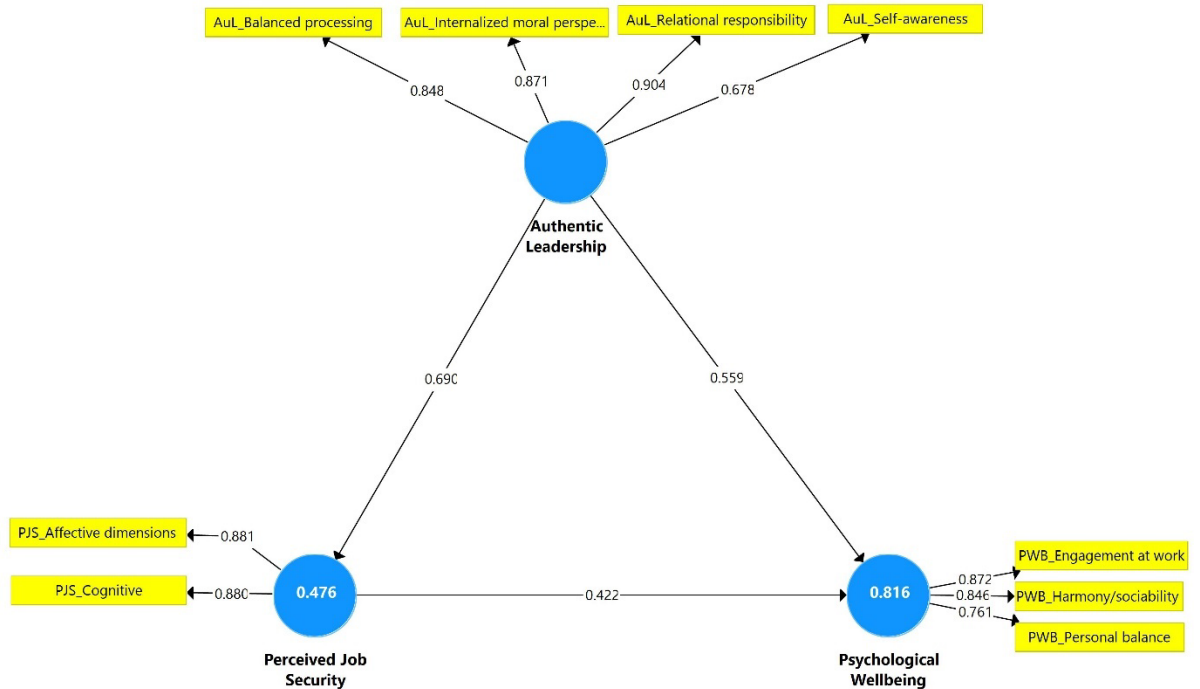 AuL_Balanced processing
AuL_Internalized moral perspe...
AuL_Relational responsibility
AuL_Self-awareness
0.848
0.871
0.904
0.678
Authentic
Leadership
0.690
0.559
PJS_Affective dimensions
0.881
PJS_Cognitive
0.880
0.476
Perceived Job
Security
0.422
0.816
Psychological
Wellbeing
PWB_Engagement at work
0.872
PWB_Harmony/sociability
0.846
PWB_Personal balance
0.761